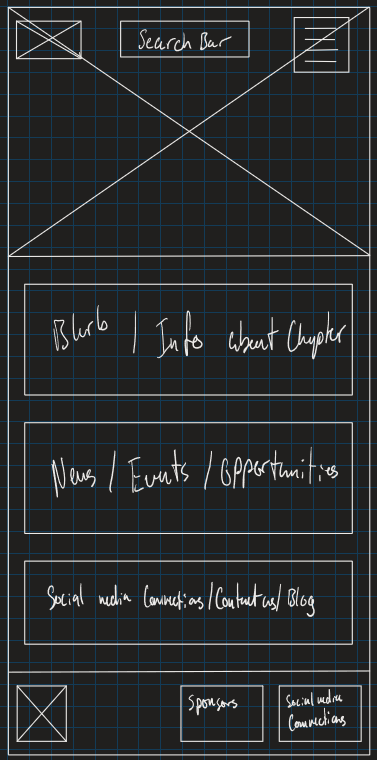 Search Bar
Blurb / Info about Chapter
News / Events / Opportunities
Social media Connections/Contact us/ Blog
Sponsors
Social media
Connections